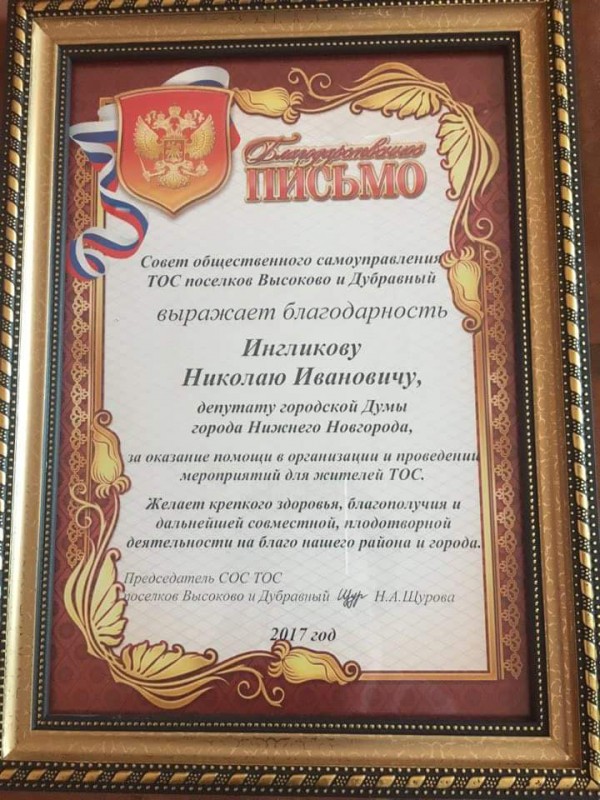 Благодарственное
ПИСЬМО
Совет общественного самоуправления
ТОС поселков Высоково и Дубравный
выражает благодарность
Ингликову
Николаю Ивановичу,
депутату городской Думы
города Нижнего Новгорода,
за оказание помощи в организации и проведении
мероприятий для жителей ТОС.
Желает крепкого здоровья, благополучия и
дальнейшей совместной, плодотворной
деятельности на благо нашего района и города.
Председатель СОС ТОС
поселков Высоково и Дубравный Щур Н.А.Щурова
2017 год